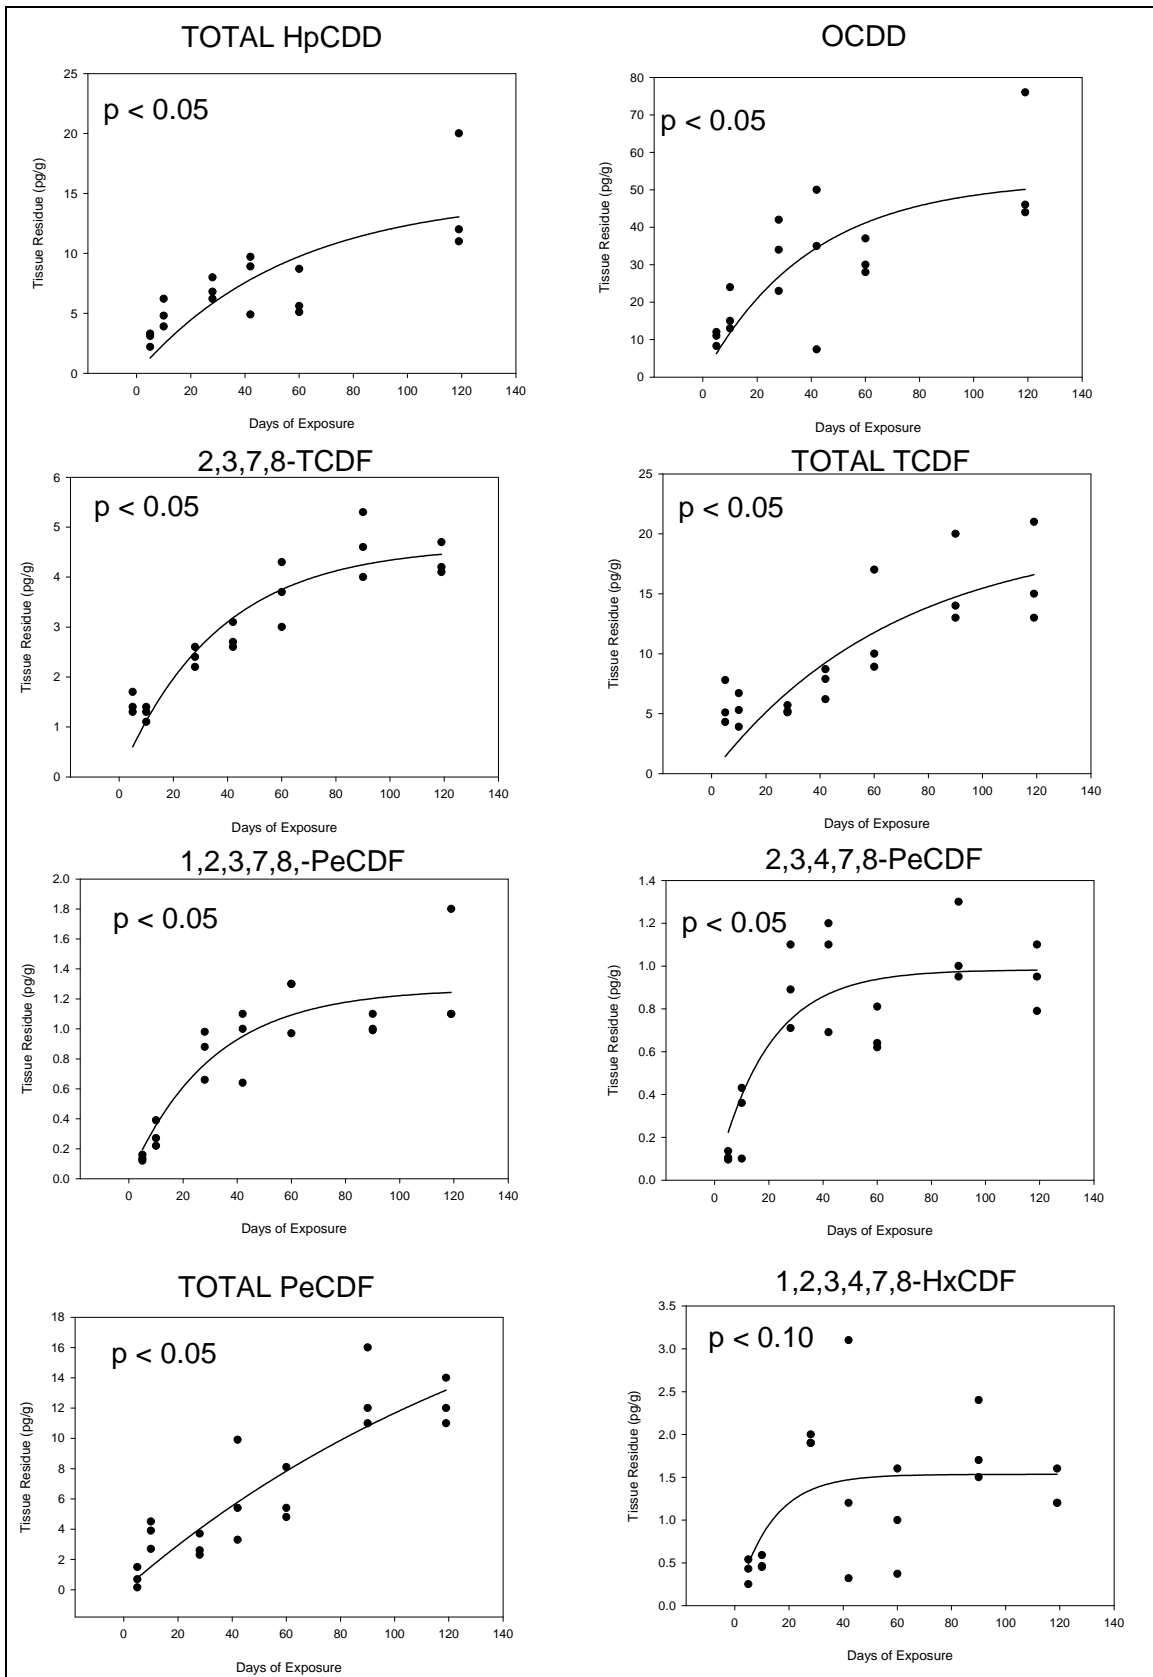 TOTAL HpCDD
p < 0.05
25
20
15
10
5
0
Tissue Residue (pg/g)
0 20 40 60 80 100 120 140
Days of Exposure
OCDD
p < 0.05
80
70
60
50
40
30
20
10
0
Tissue Residue (pg/g)
0 20 40 60 80 100 120 140
Days of Exposure
2,3,7,8-TCDF
p < 0.05
6
5
4
3
2
1
0
Tissue Residue (pg/g)
0 20 40 60 80 100 120 140
Days of Exposure
TOTAL TCDF
p < 0.05
25
20
15
10
5
0
Tissue Residue (pg/g)
0 20 40 60 80 100 120 140
Days of Exposure
1,2,3,7,8,-PeCDF
p < 0.05
2.0
1.8
1.6
1.4
1.2
1.0
0.8
0.6
0.4
0.2
0.0
Tissue Residue (pg/g)
0 20 40 60 80 100 120 140
Days of Exposure
2,3,4,7,8-PeCDF
p < 0.05
1.4
1.2
1.0
0.8
0.6
0.4
0.2
0.0
Tissue Residue (pg/g)
0 20 40 60 80 100 120 140
Days of Exposure
TOTAL PeCDF
p < 0.05
18
16
14
12
10
8
6
4
2
0
Tissue Residue (pg/g)
0 20 40 60 80 100 120 140
Days of Exposure
1,2,3,4,7,8-HxCDF
p < 0.10
3.5
3.0
2.5
2.0
1.5
1.0
0.5
0.0
Tissue Residue (pg/g)
0 20 40 60 80 100 120 140
Days of Exposure